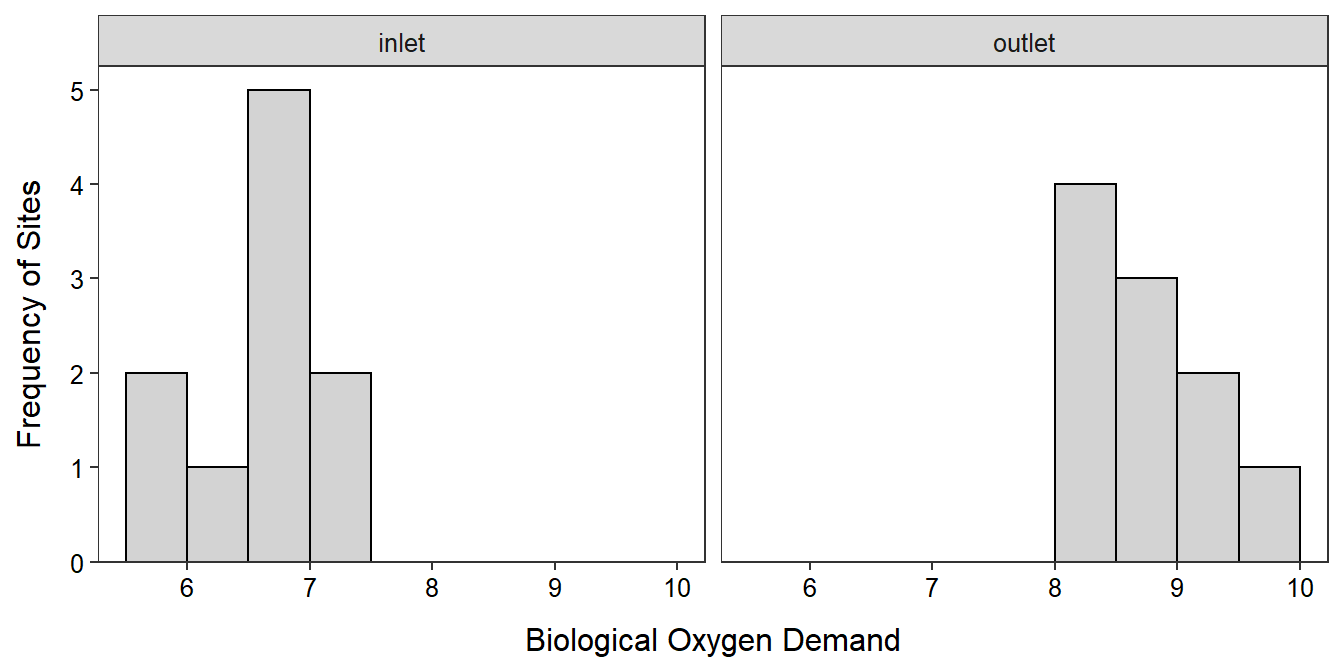 inlet
outlet
Frequency of Sites
5
4
3
2
1
0
6 7 8 9 10
6 7 8 9 10
Biological Oxygen Demand